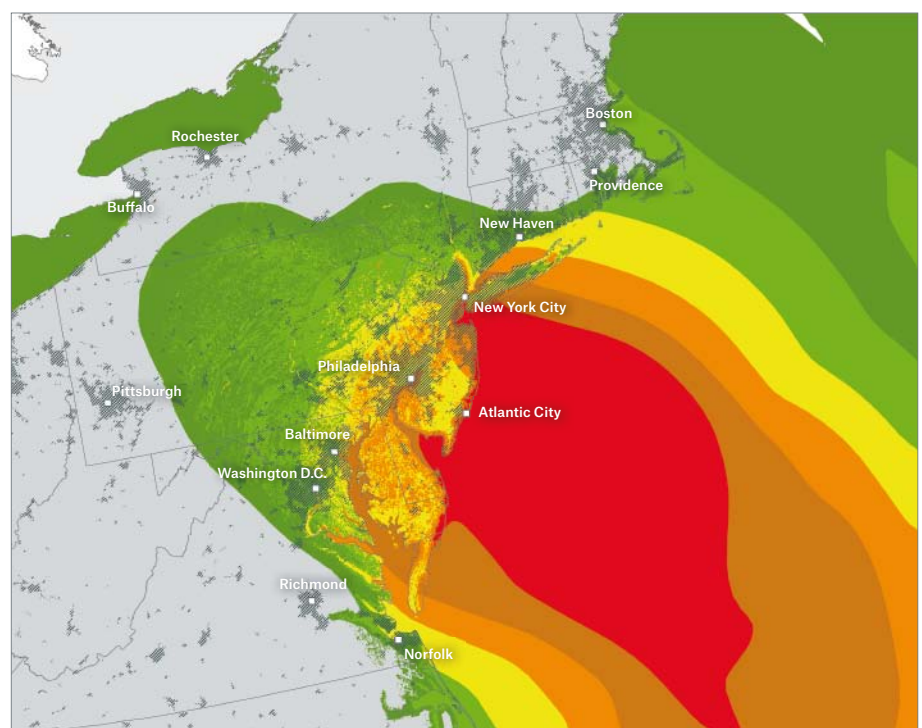 Boston
Rochester
Providence
Buffalo
New Haven
New York City
Philadelphia
Pittsburgh
Atlantic City
Baltimore
Washington D.C.
Richmond
Norfolk